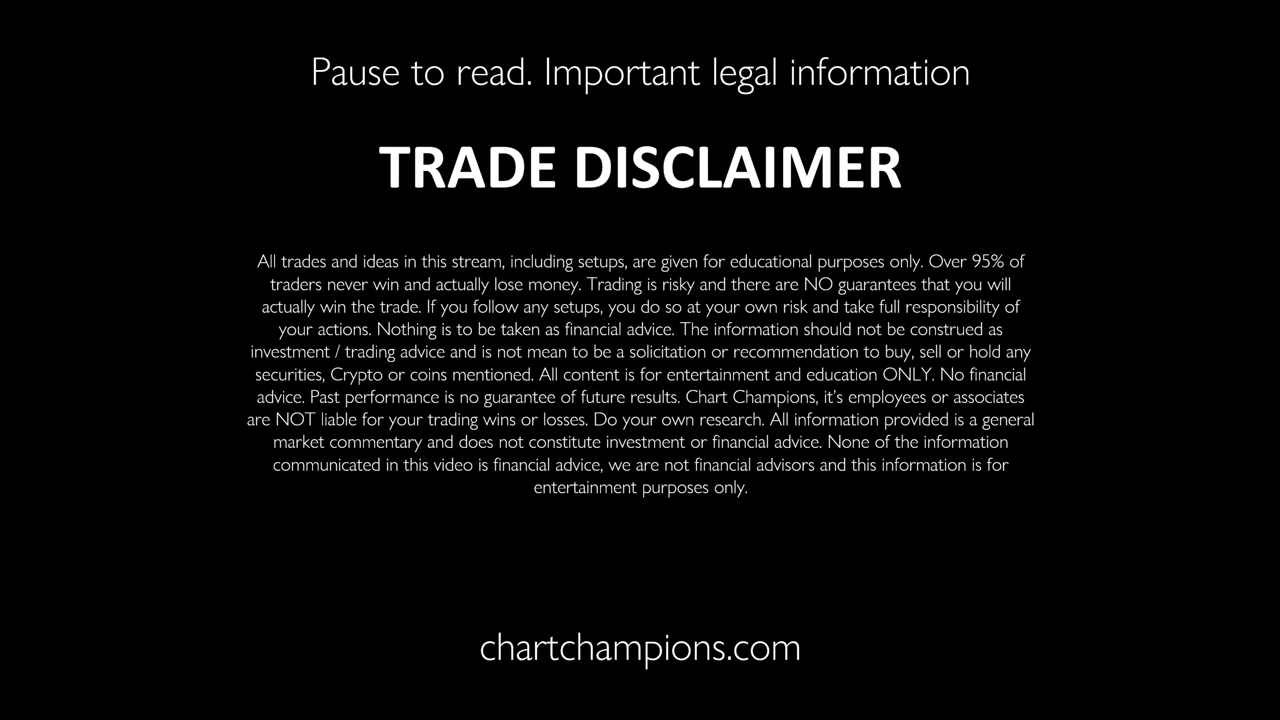 Pause to read. Important legal information
TRADE DISCLAIMER
All trades and ideas in this stream, including setups, are given for educational purposes only. Over 95% of
traders never win and actually lose money. Trading is risky and there are NO guarantees that you will
actually win the trade. If you follow any setups, you do so at your own risk and take full responsibility of
your actions. Nothing is to be taken as financial advice. The information should not be construed as
investment / trading advice and is not mean to be a solicitation or recommendation to buy, sell or hold any
securities, Crypto or coins mentioned. All content is for entertainment and education ONLY. No financial
advice. Past performance is no guarantee of future results. Chart Champions, it's employees or associates
are NOT liable for your trading wins or losses. Do your own research. All information provided is a general
market commentary and does not constitute investment or financial advice. None of the information
communicated in this video is financial advice, we are not financial advisors and this information is for
entertainment purposes only.
chartchampions.com